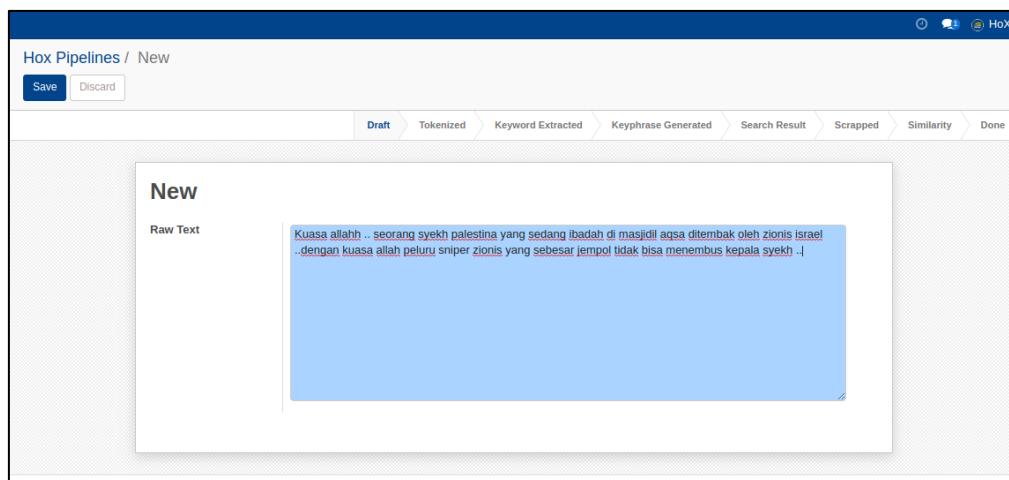 1 HoX
Hox Pipelines / New
Save Discard
Draft Tokenized Keyword Extracted Keyphrase Generated Search Result Scrapped Similarity Done
New
Raw Text
Kuasa allahh .. seorang syekh palestina yang sedang ibadah di masjidil aqsa ditembak oleh zionis israel
..dengan kuasa allah peluru sniper zionis yang sebesar jempol tidak bisa menembus kepala syekh ..